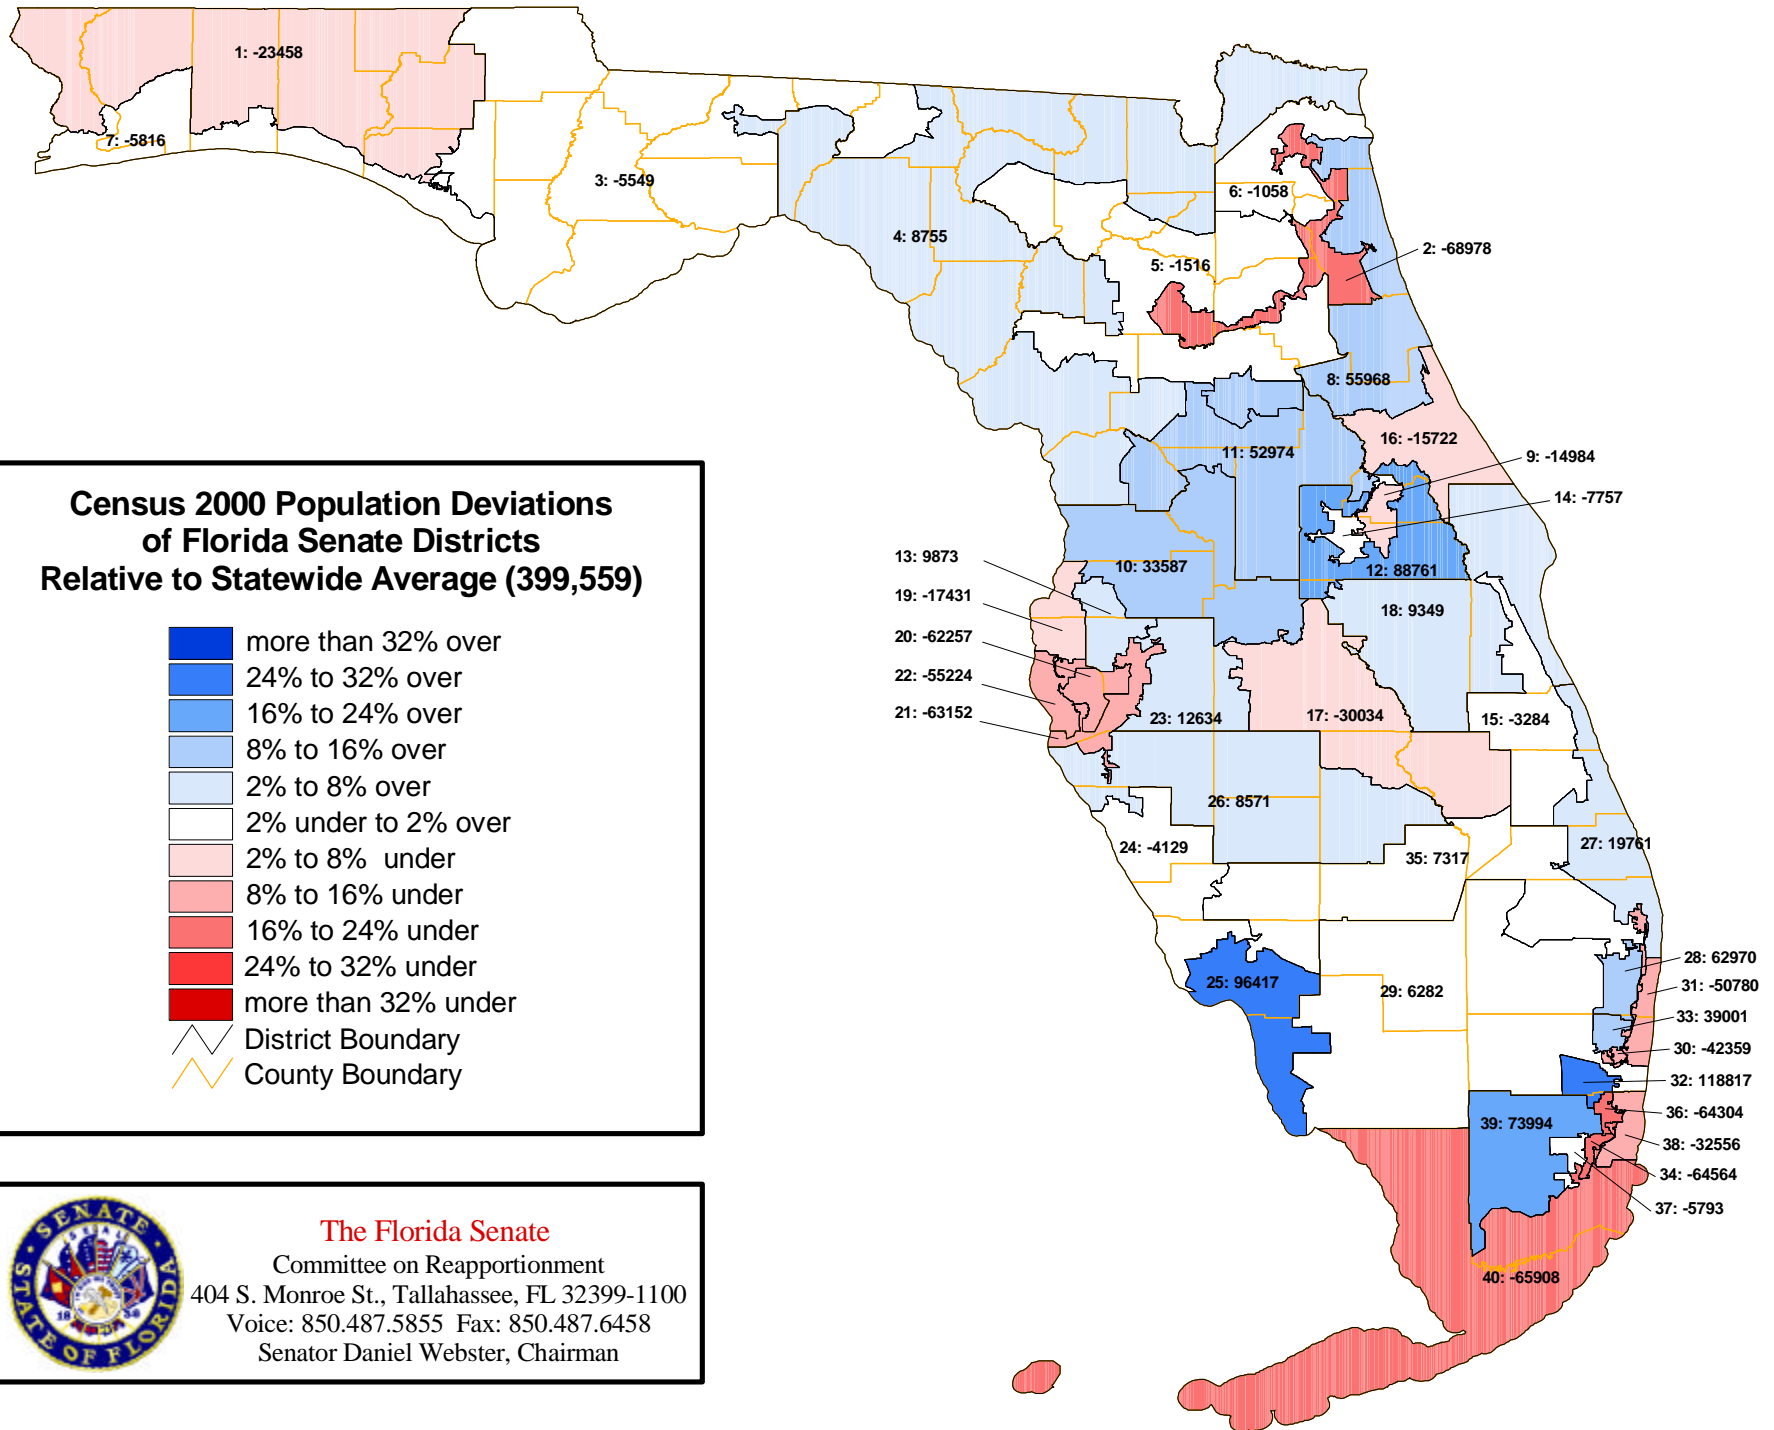 1: -23458
7: -5816
3: -5549
6: -1058
4: 8755
2: -68978
5: -1516
8: 55968
16: -15722
11: 52974
9: -14984
14: -7757
13: 9873
10: 33587
12: 88761
19: -17431
18: 9349
20: -62257
22: -55224
21: -63152
23: 12634
17: -30034
15: -3284
26: 8571
24: -4129
35: 7317
27: 19761
28: 62970
25: 96417
29: 6282
31: -50780
33: 39001
30: -42359
32: 118817
36: -64304
39: 73994
38: -32556
34: -64564
37: -5793
40: -65908
Census 2000 Population Deviations
of Florida Senate Districts
Relative to Statewide Average (399,559)
more than 32% over
24% to 32% over
16% to 24% over
8% to 16% over
2% to 8% over
2% under to 2% over
2% to 8% under
8% to 16% under
16% to 24% under
24% to 32% under
more than 32% under
District Boundary
County Boundary
SENATE
STATE OF FLORIDA
The Florida Senate
Committee on Reapportionment
404 S. Monroe St., Tallahassee, FL 32399-1100
Voice: 850.487.5855 Fax: 850.487.6458
Senator Daniel Webster, Chairman